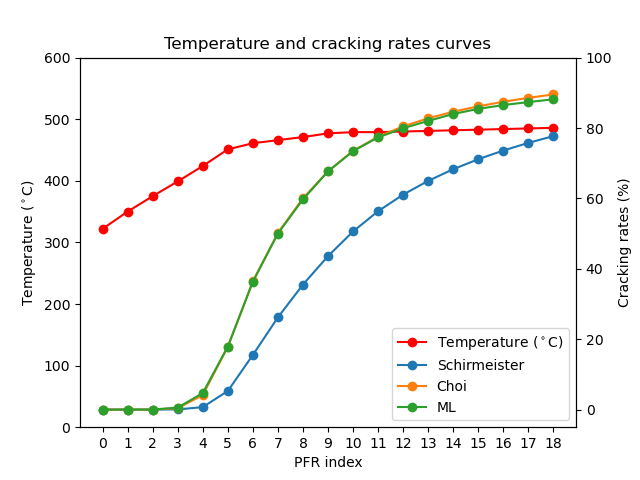 Temperature and cracking rates curves
600
500
400
300
200
100
0
Temperature (°C)
100
80
60
40
20
0
Cracking rates (%)
Temperature (°C)
Schirmeister
Choi
ML
0 1 2 3 4 5 6 7 8 9 10 11 12 13 14 15 16 17 18
PFR index